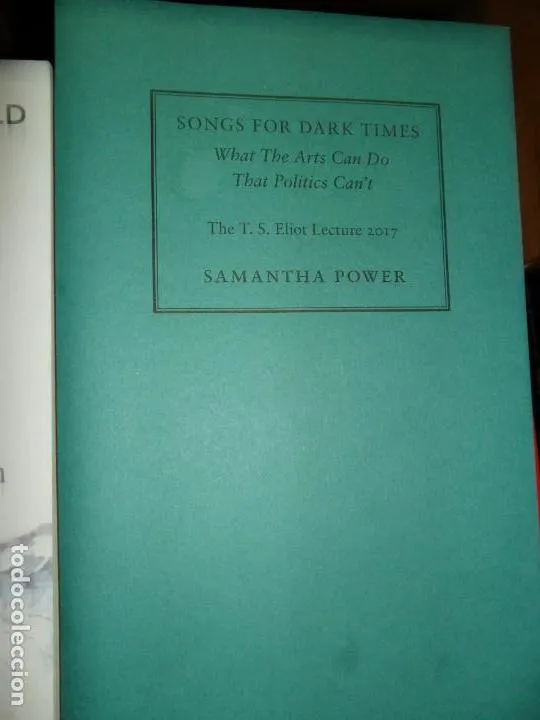 SONGS FOR DARK TIMES
What The Arts Can Do
That Politics Can't
The T. S. Eliot Lecture 2017
SAMANTHA POWER
todocoleccion